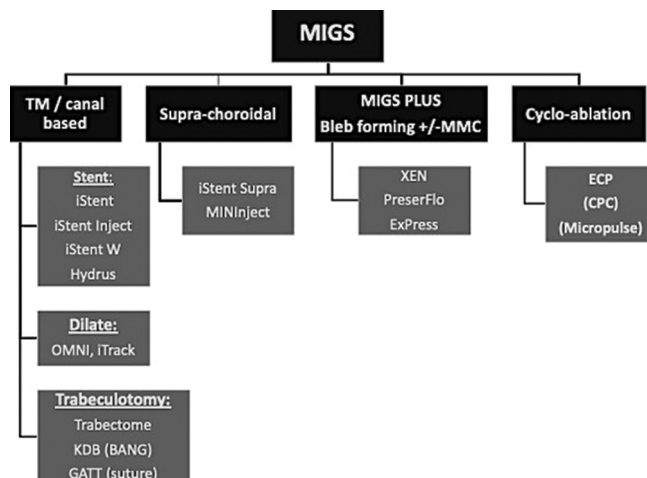 MIGS
TM / canal
based
Stent:
iStent
iStent Inject
iStent W
Hydrus
Dilate:
OMNI, iTrack
Trabeculotomy:
Trabectome
KDB (BANG)
GATT (suture)
Supra-choroidal
iStent Supra
MINInject
MIGS PLUS
Bleb forming +/-MMC
XEN
PreserFlo
ExPress
Cyclo-ablation
ECP
(CPC)
(Micropulse)